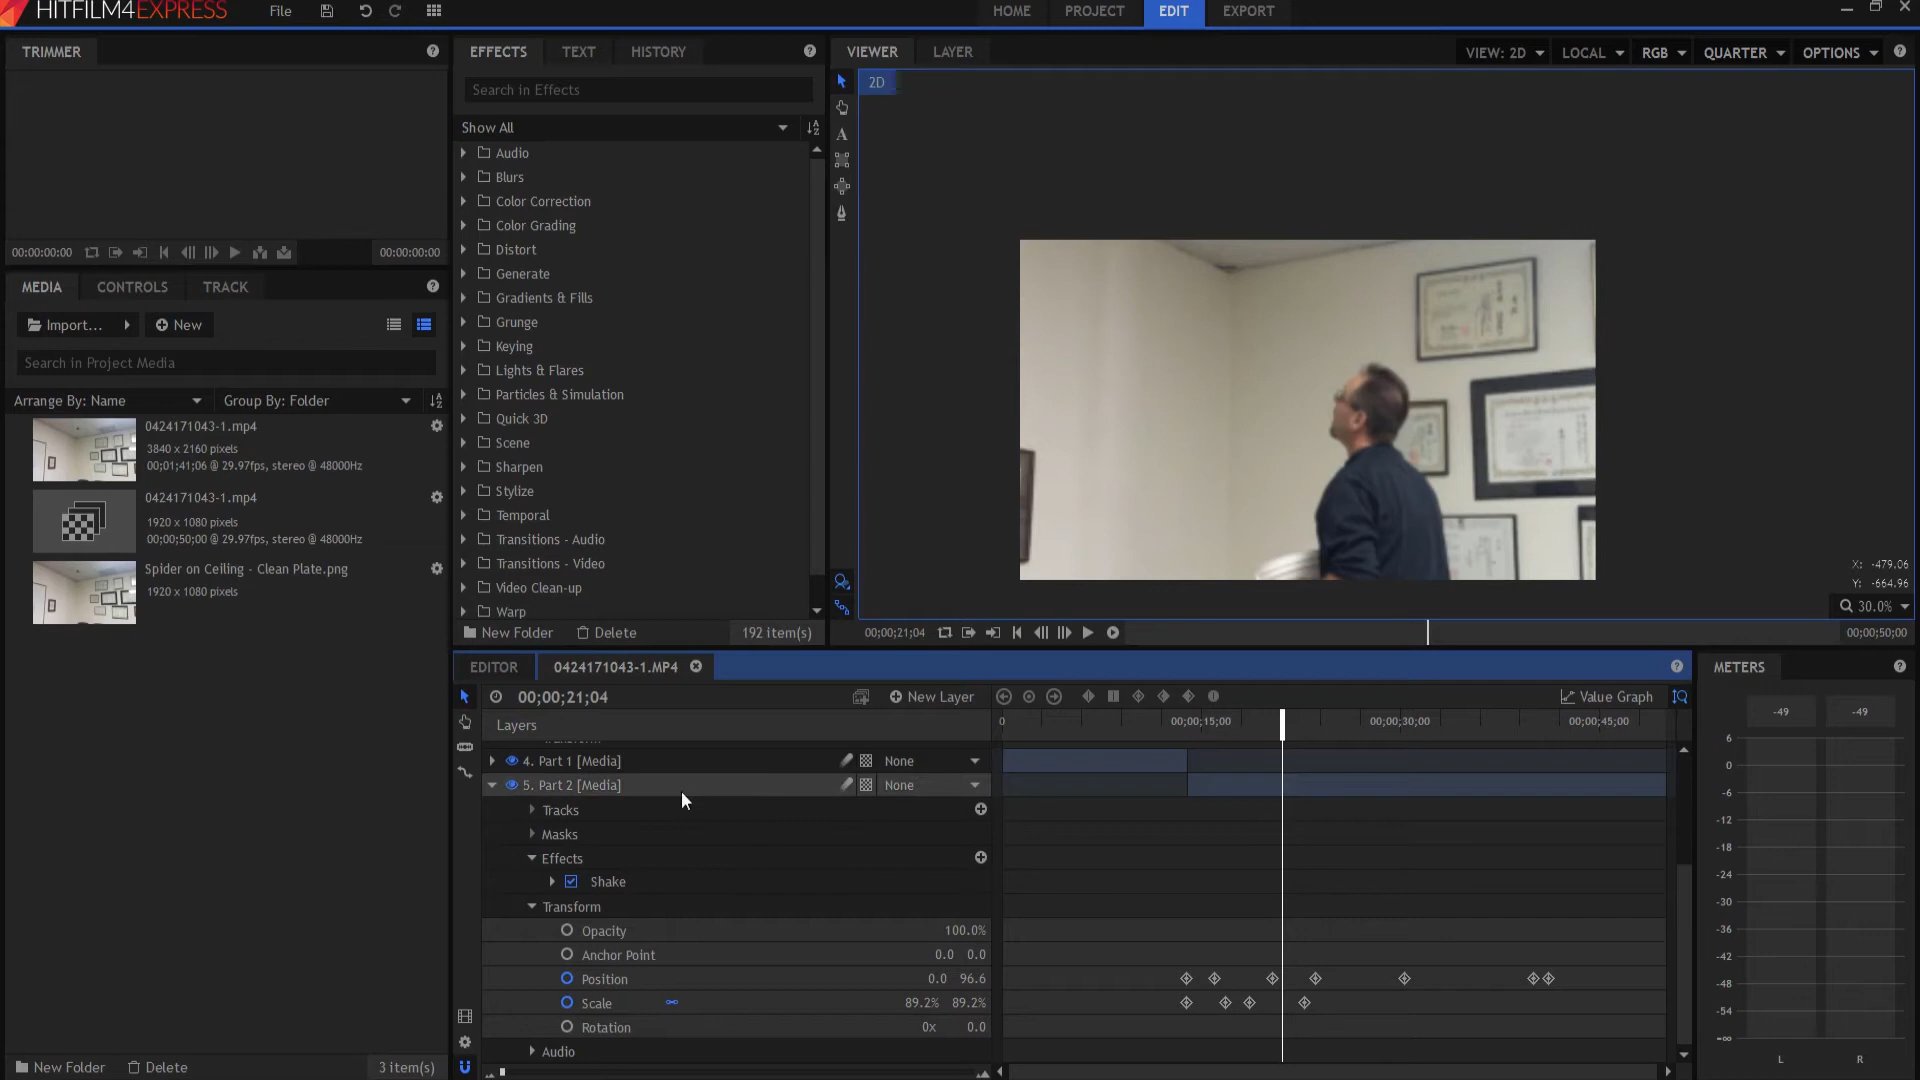 HITFILM4EXPRESS
File
HOME
PROJECT
EDIT
EXPORT
TRIMMER
EFFECTS
TEXT
HISTORY
VIEWER
LAYER
VIEW: 2D
LOCAL
RGB
QUARTER
OPTIONS
Search in Effects
2D
Show All
Audio
Blurs
Color Correction
Color Grading
Distort
Generate
Gradients & Fills
Grunge
Keying
Lights & Flares
Particles & Simulation
Quick 3D
Scene
Sharpen
Stylize
Temporal
Transitions - Audio
Transitions - Video
Video Clean-up
Warp
New Folder
Delete
192 item(s)
00:00:00:00
00:00:00:00
MEDIA
CONTROLS
TRACK
Import...
New
Search in Project Media
Arrange By: Name
Group By: Folder
0424171043-1.mp4
3840 x 2160 pixels
00;01;41;06 @ 29.97fps, stereo @ 48000Hz
0424171043-1.mp4
1920 x 1080 pixels
00;00;50;00 @ 29.97fps, stereo @ 48000Hz
Spider on Ceiling - Clean Plate.png
1920 x 1080 pixels
New Folder
Delete
3 item(s)
X: -479.06
Y: -664.96
30.0%
00;00;21;04
00;00;50;00
EDITOR
0424171043-1.MP4
METERS
00;00;21;04
New Layer
Value Graph
Layers
0
00;00;15;00
00;00;30;00
00;00;45;00
4. Part 1 [Media]
None
5. Part 2 [Media]
None
Tracks
Masks
Effects
Shake
Transform
Opacity
100.0%
Anchor Point
0.0 0.0
Position
0.0 96.6
Scale
89.2% 89.2%
Rotation
0x 0.0
Audio
-49
-49
6
0
-6
-12
-18
-24
-30
-36
-42
-48
-54
-∞
L
R